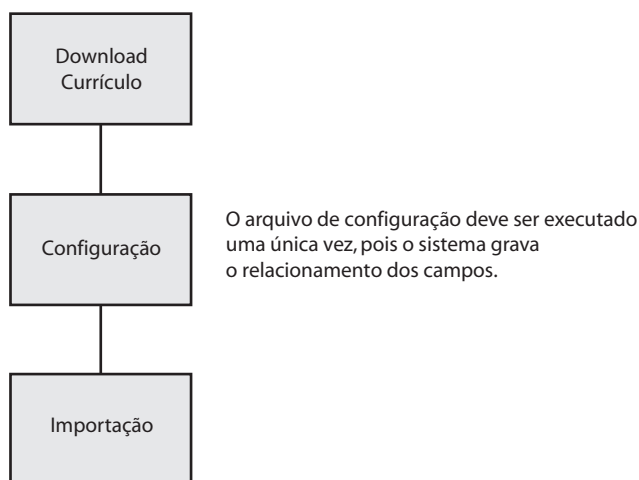 Download
Currículo
Configuração
O arquivo de configuração deve ser executado
uma única vez, pois o sistema grava
o relacionamento dos campos.
Importação